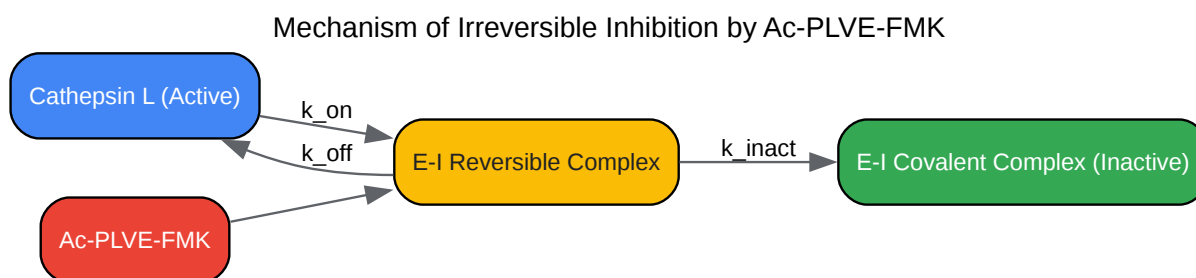 Mechanism of Irreversible Inhibition by Ac-PLVE-FMK
Cathepsin L (Active)
k_on
k_off
E-I Reversible Complex
k_inact
E-I Covalent Complex (Inactive)
Ac-PLVE-FMK